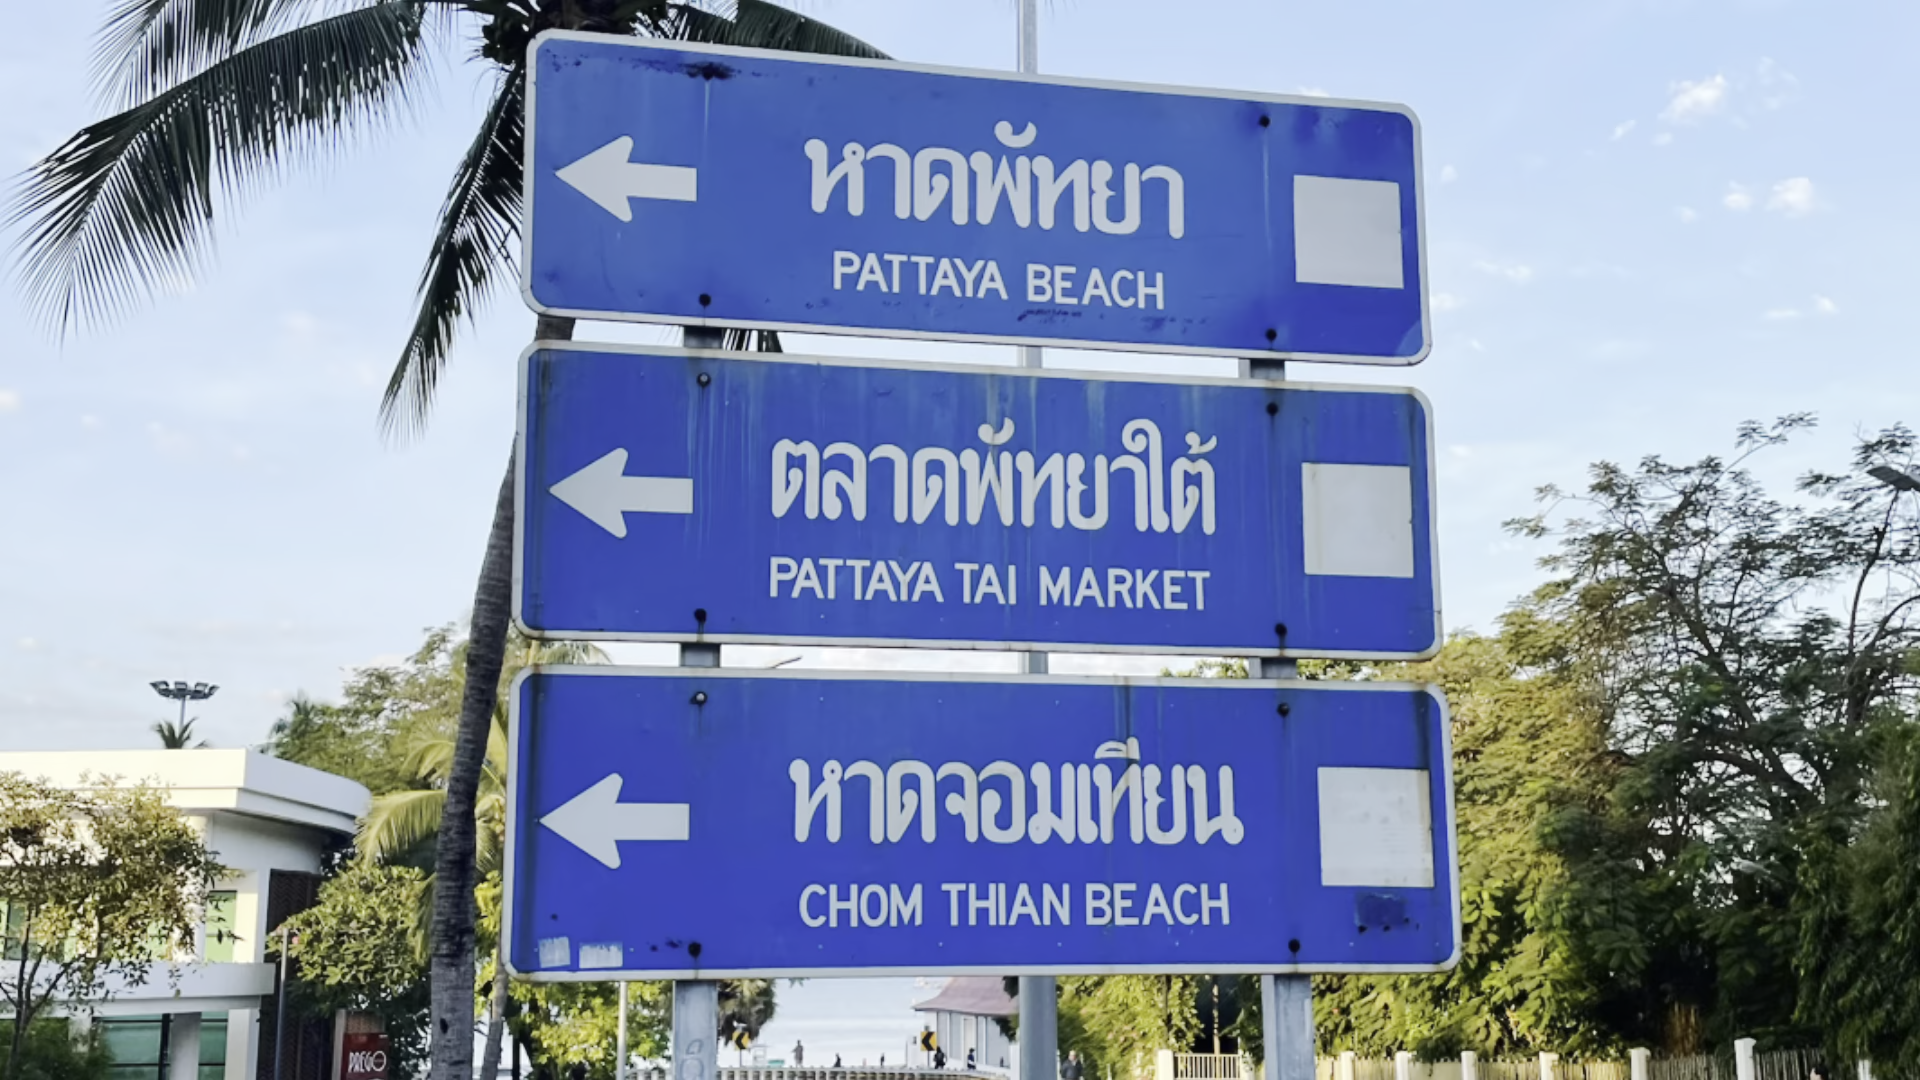 หาดพัทยา
PATTAYA BEACH
ตลาดพัทยาใต้
PATTAYA TAI MARKET
หาดจอมเทียน
CHOM THIAN BEACH
PREGO